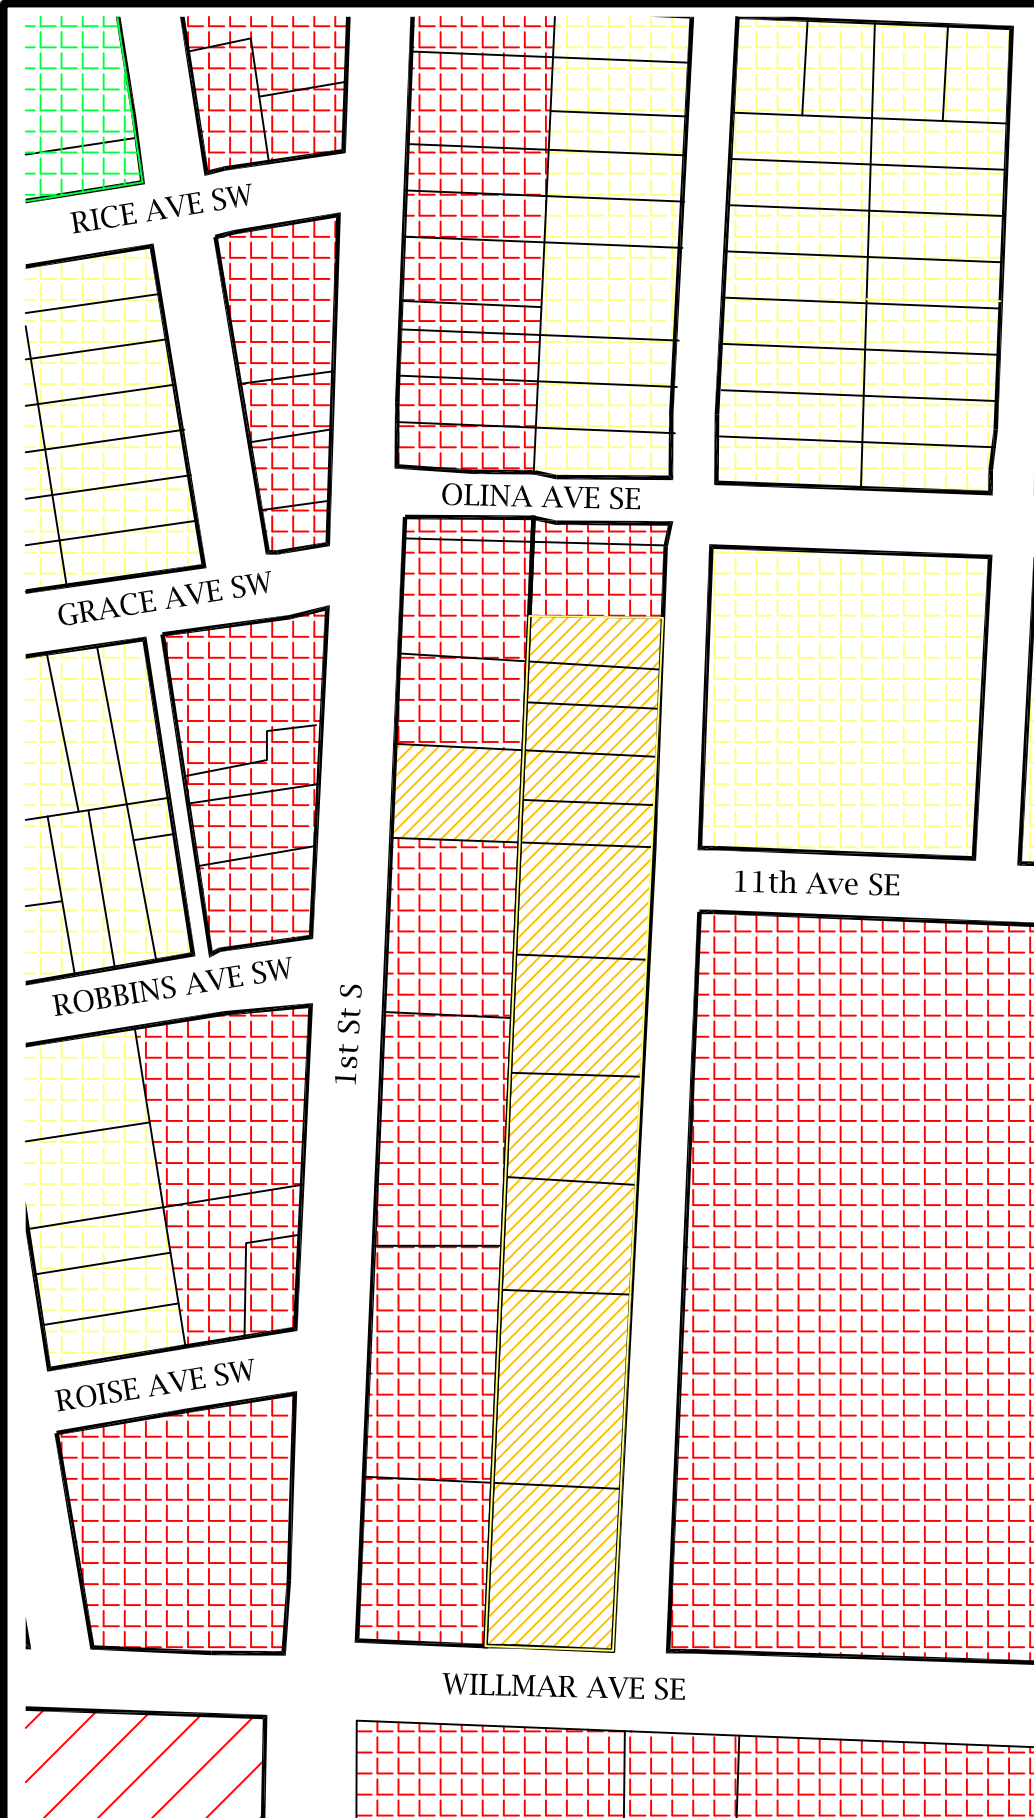 RICE AVE SW
OLINA AVE SE
GRACE AVE SW
11th Ave SE
ROBBINS AVE SW
1st St S
ROISE AVE SW
WILLMAR AVE SE